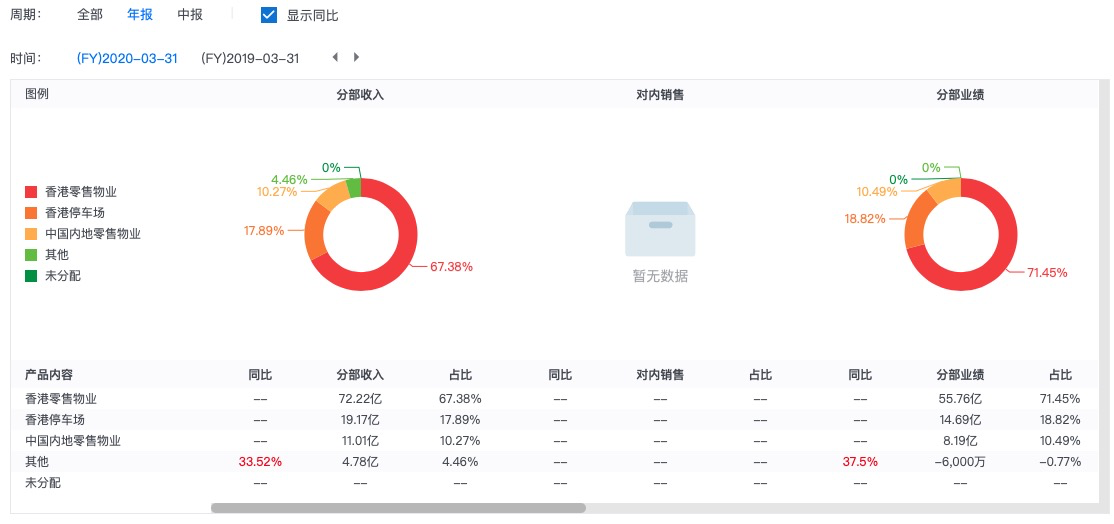 周期： 全部 年报 中报 显示同比
时间： (FY)2020-03-31 (FY)2019-03-31
图例 分部收入 对内销售 分部业绩
香港零售物业
香港停车场
中国内地零售物业
其他
未分配
0%
4.46%
10.27%
17.89%
67.38%
暂无数据
0%
0%
10.49%
18.82%
71.45%
产品内容 同比 分部收入 占比 同比 对内销售 占比 同比 分部业绩 占比
香港零售物业 -- 72.22亿 67.38% -- -- -- -- 55.76亿 71.45%
香港停车场 -- 19.17亿 17.89% -- -- -- -- 14.69亿 18.82%
中国内地零售物业 -- 11.01亿 10.27% -- -- -- -- 8.19亿 10.49%
其他 33.52% 4.78亿 4.46% -- -- -- 37.5% -6,000万 -0.77%
未分配 -- -- -- -- -- -- -- -- --